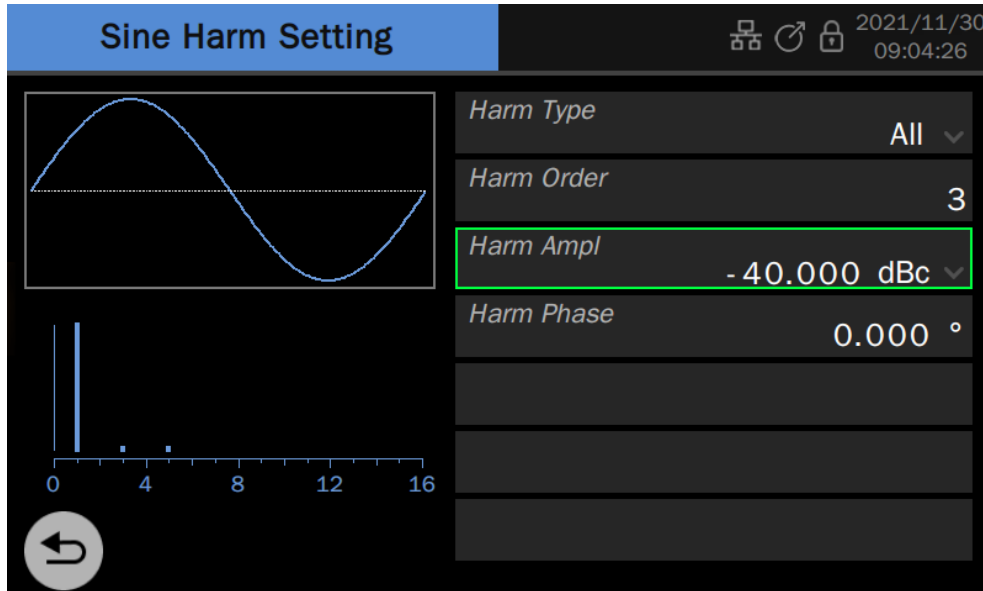 Sine Harm Setting
2021/11/30
09:04:26
Harm Type
All
Harm Order
3
Harm Ampl
-40.000 dBc
Harm Phase
0.000 °
0 4 8 12 16